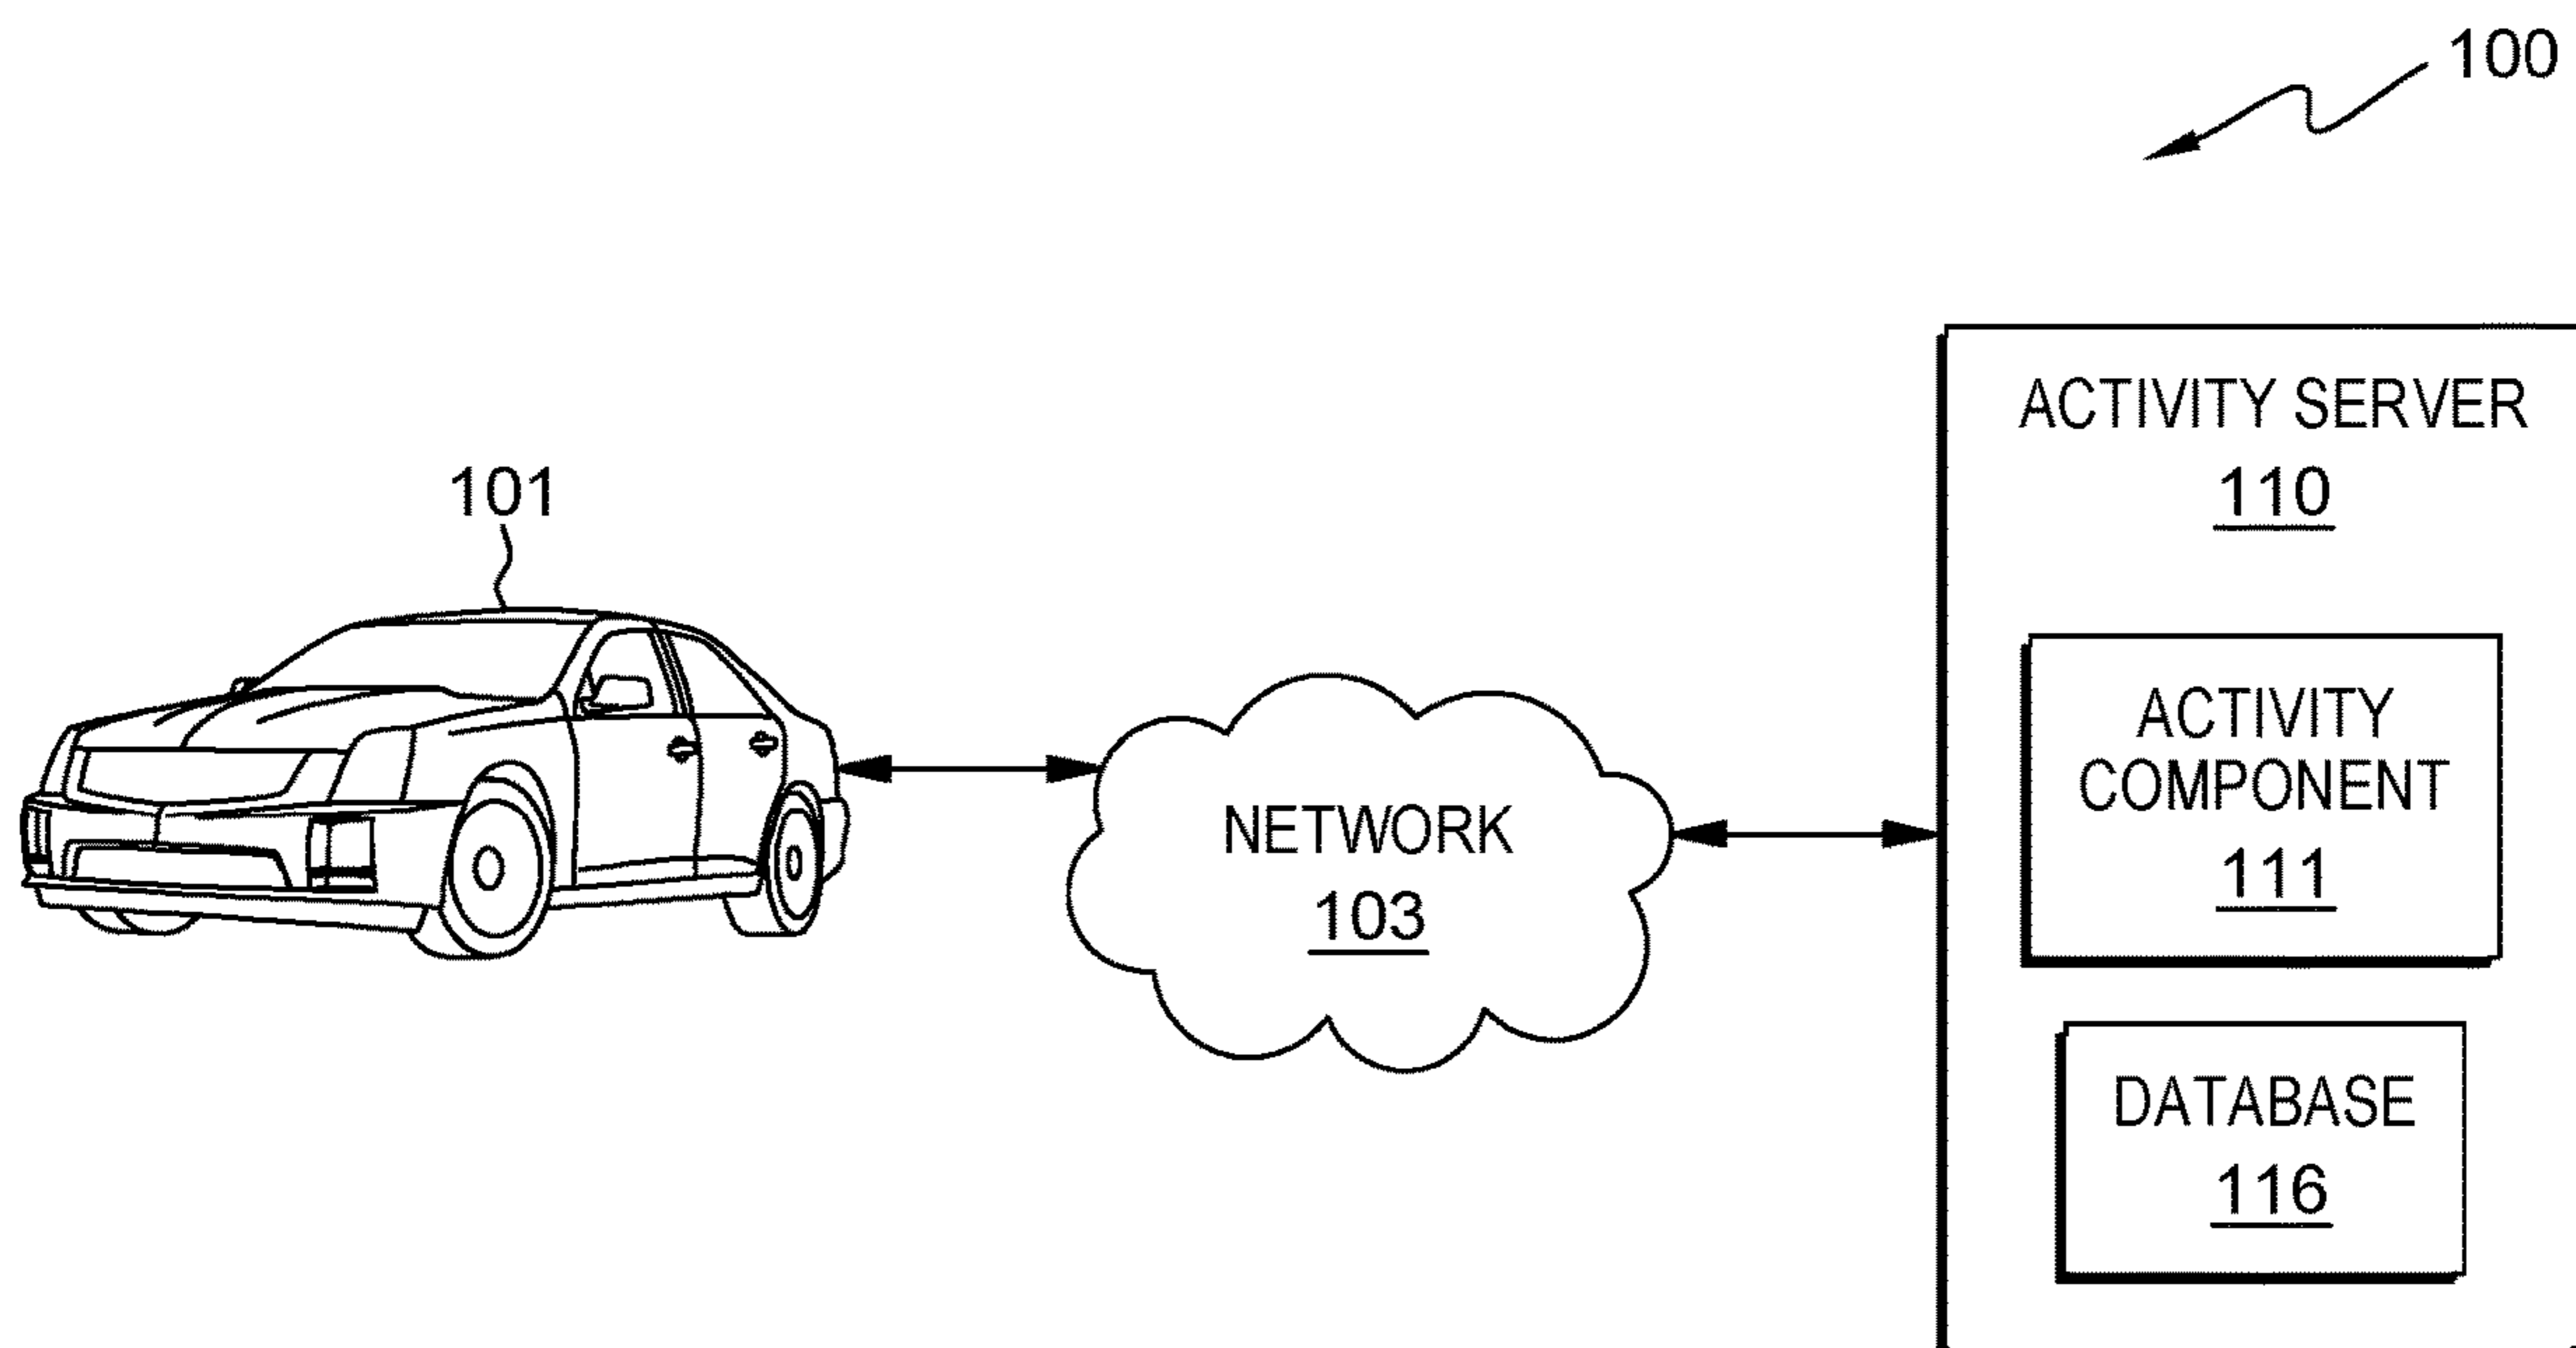 100
101
NETWORK
103
ACTIVITY SERVER
110
ACTIVITY
COMPONENT
111
DATABASE
116